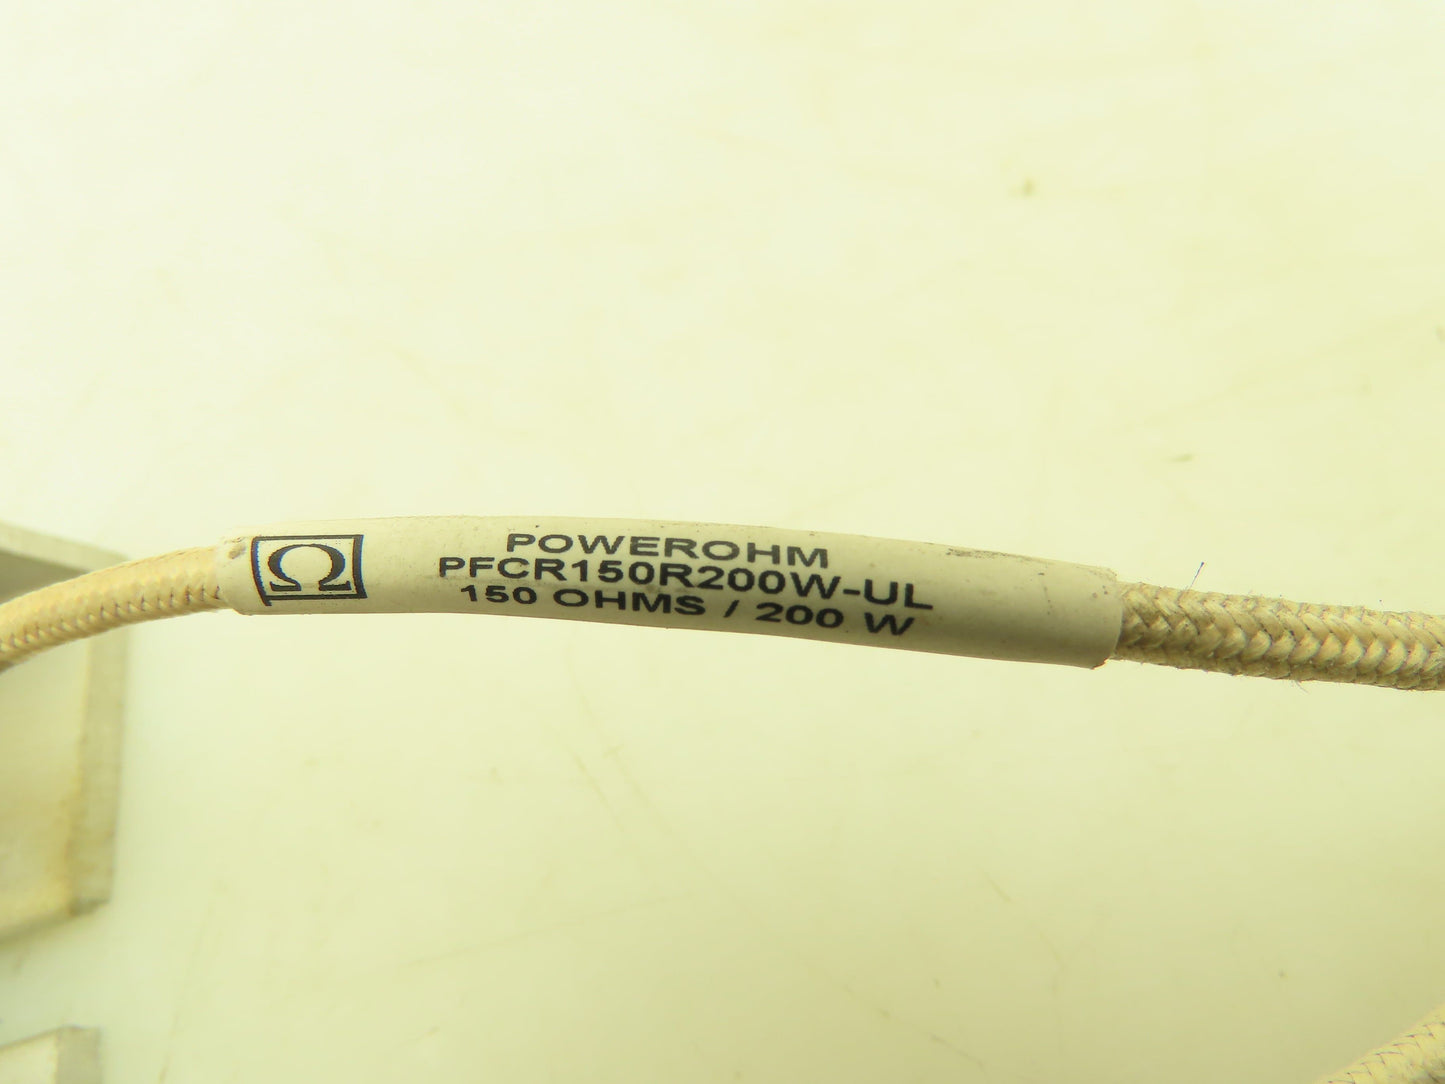 Ω
POWEROHM
PFCR150R200W-UL
150 OHMS / 200 W